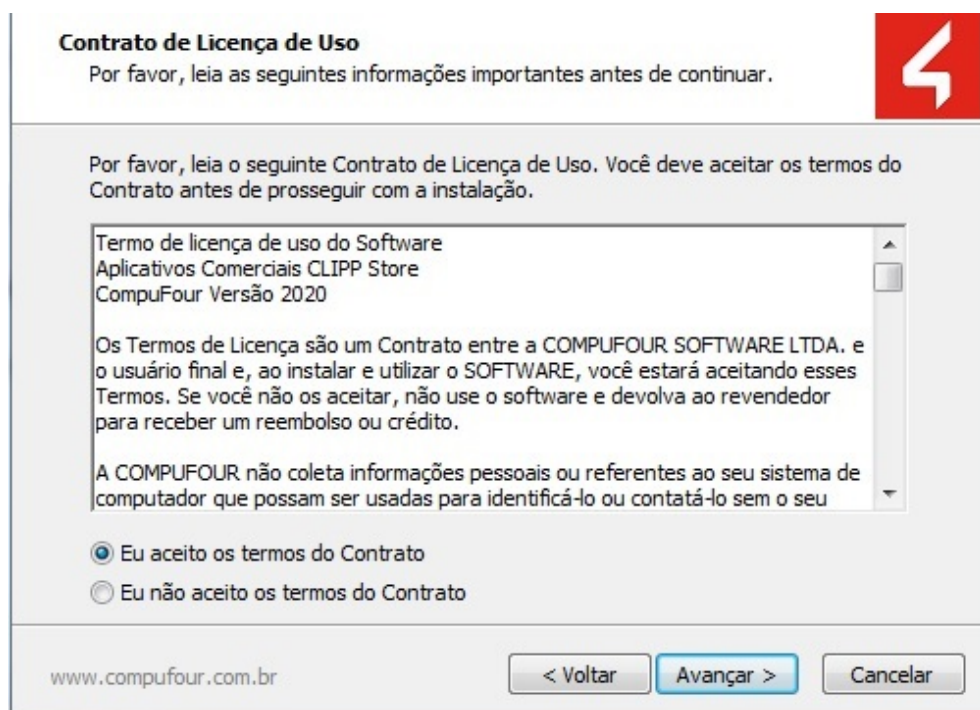 Contrato de Licença de Uso
Por favor, leia as seguintes informações importantes antes de continuar.
Por favor, leia o seguinte Contrato de Licença de Uso. Você deve aceitar os termos do
Contrato antes de prosseguir com a instalação.
Termo de licença de uso do Software
Aplicativos Comerciais CLIPP Store
CompuFour Versão 2020
Os Termos de Licença são um Contrato entre a COMPUFOUR SOFTWARE LTDA. e
o usuário final e, ao instalar e utilizar o SOFTWARE, você estará aceitando esses
Termos. Se você não os aceitar, não use o software e devolva ao revendedor
para receber um reembolso ou crédito.
A COMPUFOUR não coleta informações pessoais ou referentes ao seu sistema de
computador que possam ser usadas para identificá-lo ou contatá-lo sem o seu
Eu aceito os termos do Contrato
Eu não aceito os termos do Contrato
www.compufour.com.br
< Voltar
Avançar >
Cancelar